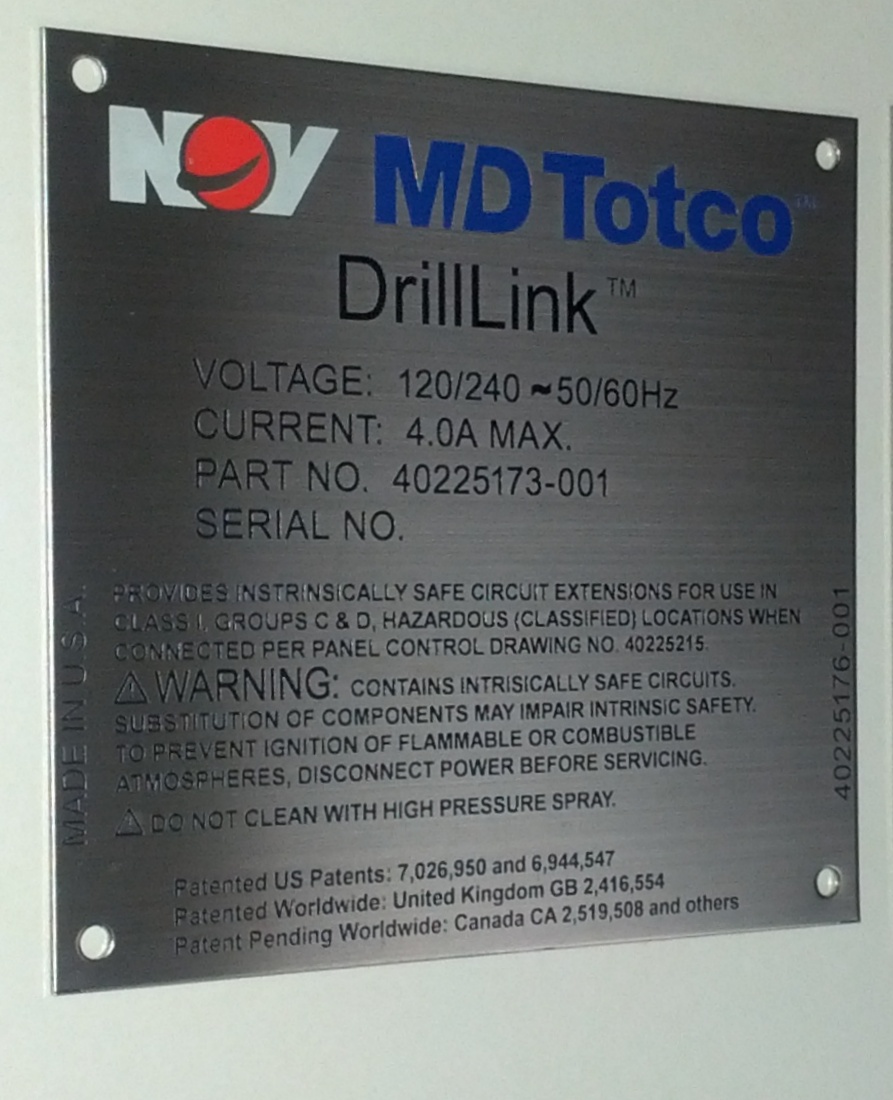 NOV MD Totco™
DrillLink™
VOLTAGE: 120/240 ~50/60Hz
CURRENT: 4.0A MAX.
PART NO. 40225173-001
SERIAL NO.
PROVIDES INSTRINSICALLY SAFE CIRCUIT EXTENSIONS FOR USE IN
CLASS I, GROUPS C & D, HAZARDOUS (CLASSIFIED) LOCATIONS WHEN
CONNECTED PER PANEL CONTROL DRAWING NO. 40225215.
⚠ WARNING: CONTAINS INTRISICALLY SAFE CIRCUITS.
SUBSTITUTION OF COMPONENTS MAY IMPAIR INTRINSIC SAFETY.
TO PREVENT IGNITION OF FLAMMABLE OR COMBUSTIBLE
ATMOSPHERES, DISCONNECT POWER BEFORE SERVICING.
⚠ DO NOT CLEAN WITH HIGH PRESSURE SPRAY.
Patented US Patents: 7,026,950 and 6,944,547
Patented Worldwide: United Kingdom GB 2,416,554
Patent Pending Worldwide: Canada CA 2,519,508 and others
MADE IN U.S.A.
40225176-001